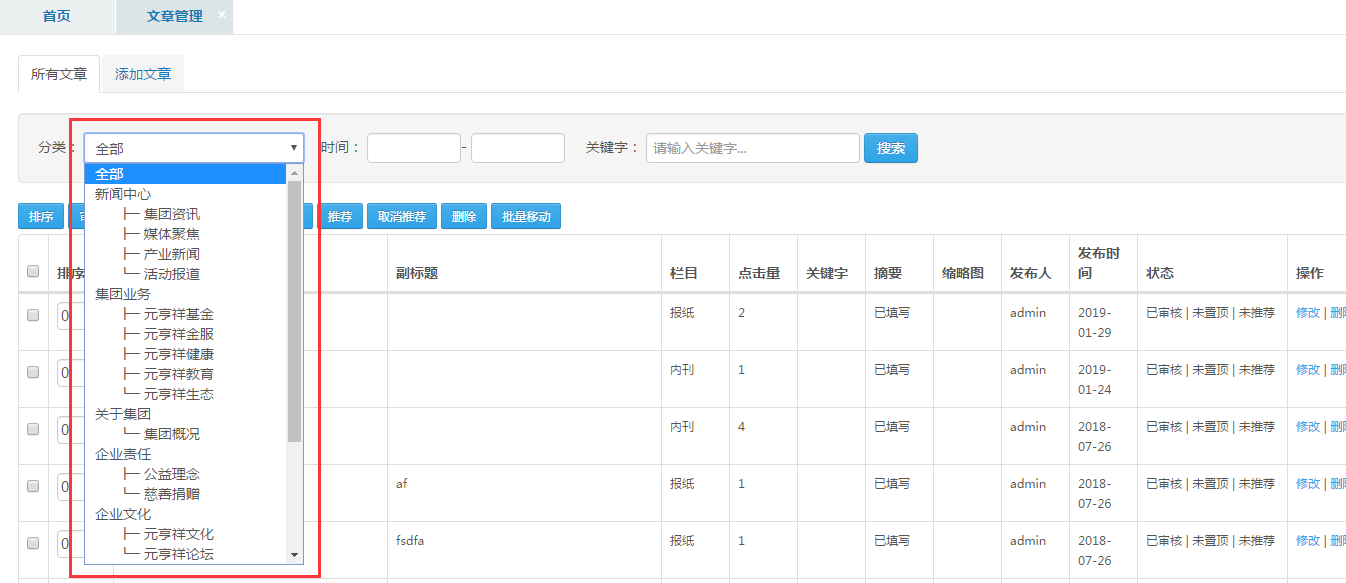 首页 文章管理 ×
所有文章 添加文章
分类： 全部 时间： - 关键字： 请输入关键字... 搜索
全部
新闻中心
├─ 集团资讯
├─ 媒体聚焦
├─ 产业新闻
└─ 活动报道
集团业务
├─ 元亨祥基金
├─ 元亨祥金服
├─ 元亨祥健康
├─ 元亨祥教育
└─ 元亨祥生态
关于集团
└─ 集团概况
企业责任
├─ 公益理念
└─ 慈善捐赠
企业文化
├─ 元亨祥文化
└─ 元亨祥论坛
排序 推荐 取消推荐 删除 批量移动
排序 副标题 栏目 点击量 关键字 摘要 缩略图 发布人 发布时间 状态 操作
0 报纸 2 已填写 admin 2019-01-29 已审核 | 未置顶 | 未推荐 修改 | 删
0 内刊 1 已填写 admin 2019-01-24 已审核 | 未置顶 | 未推荐 修改 | 删
0 内刊 4 已填写 admin 2018-07-26 已审核 | 未置顶 | 未推荐 修改 | 删
0 af 报纸 1 已填写 admin 2018-07-26 已审核 | 未置顶 | 未推荐 修改 | 删
0 fsdfa 报纸 1 已填写 admin 2018-07-26 已审核 | 未置顶 | 未推荐 修改 | 删